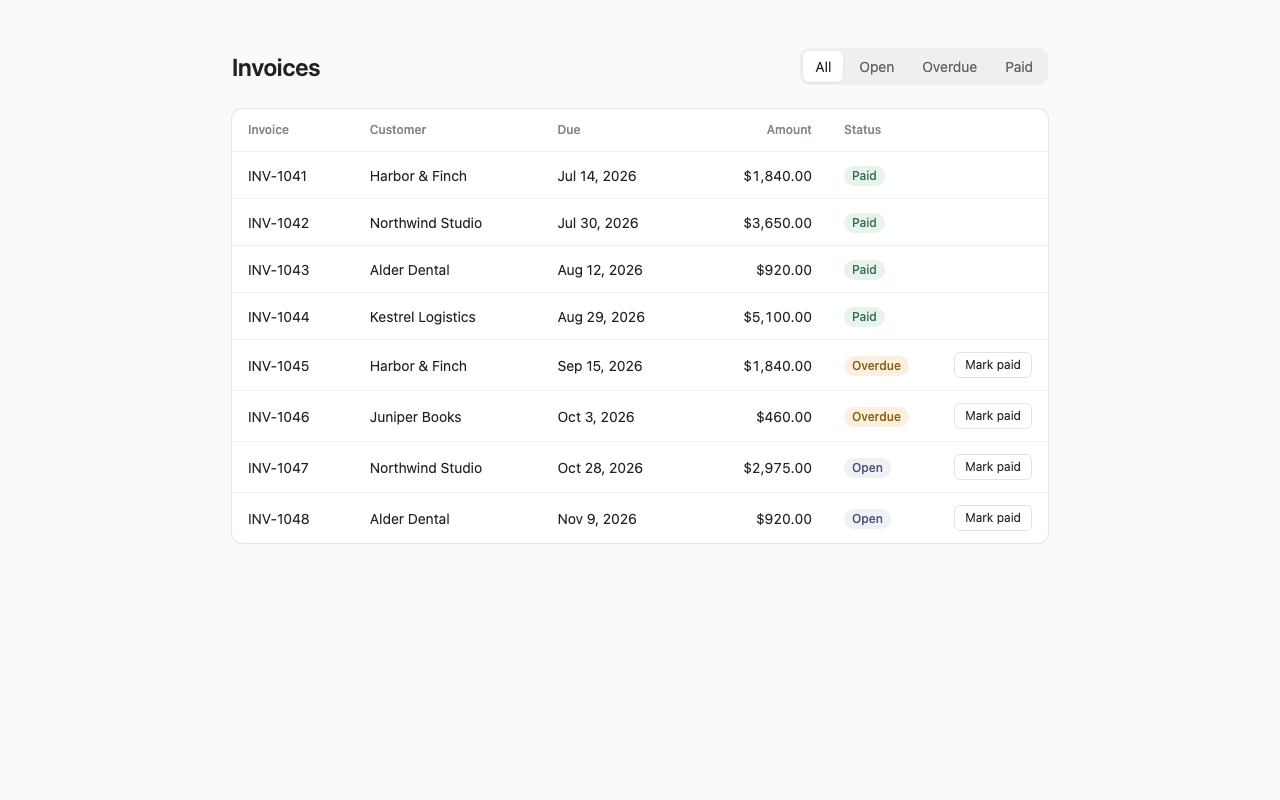 Invoices
All Open Overdue Paid
Invoice Customer Due Amount Status
INV-1041 Harbor & Finch Jul 14, 2026 $1,840.00 Paid
INV-1042 Northwind Studio Jul 30, 2026 $3,650.00 Paid
INV-1043 Alder Dental Aug 12, 2026 $920.00 Paid
INV-1044 Kestrel Logistics Aug 29, 2026 $5,100.00 Paid
INV-1045 Harbor & Finch Sep 15, 2026 $1,840.00 Overdue Mark paid
INV-1046 Juniper Books Oct 3, 2026 $460.00 Overdue Mark paid
INV-1047 Northwind Studio Oct 28, 2026 $2,975.00 Open Mark paid
INV-1048 Alder Dental Nov 9, 2026 $920.00 Open Mark paid